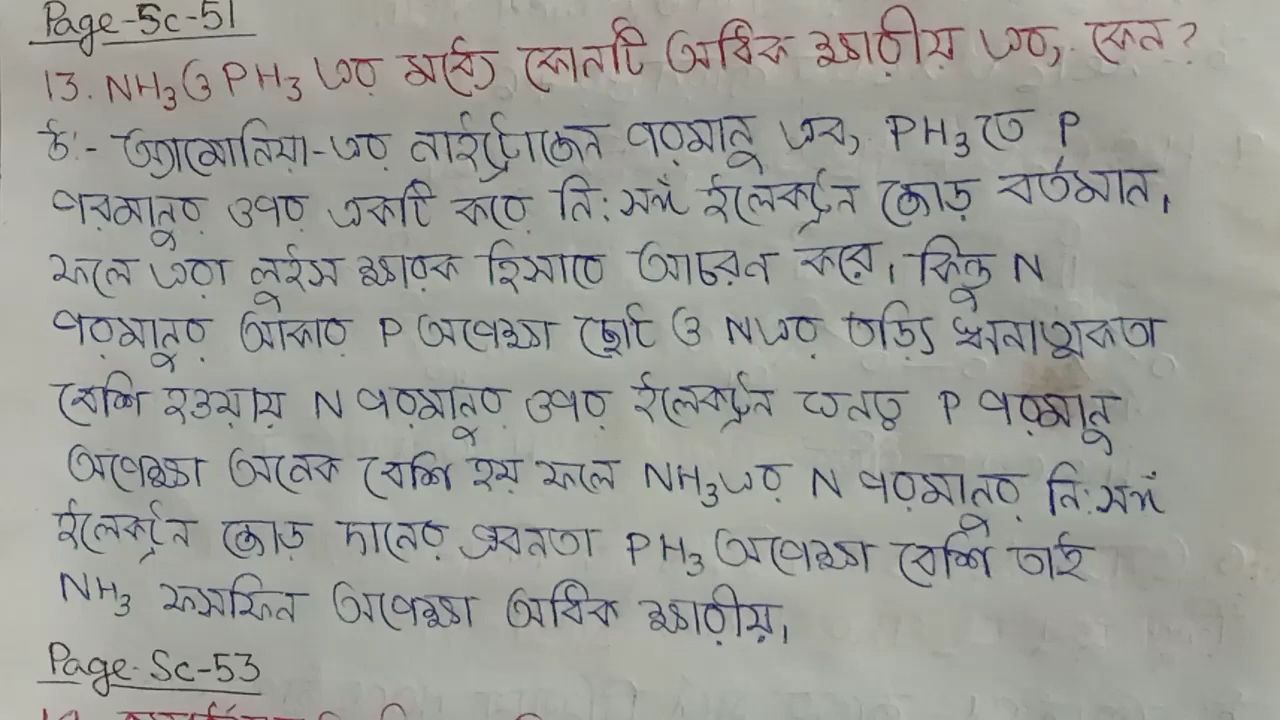 Page-Sc-51
13. NH₃ ও PH₃ এর মধ্যে কোনটি অধিক ক্ষারীয় এবং কেন?
উঃ- অ্যামোনিয়া-এর নাইট্রোজেন পরমানু এবং PH₃ তে P
পরমানুর ওপর একটি করে নি:সঙ্গ ইলেকট্রন জোড় বর্তমান।
ফলে এরা লুইস ক্ষারক হিসাবে আচরন করে। কিন্তু N
পরমানুর আকার P অপেক্ষা ছোট ও N এর তড়িৎ ঋনাত্মকতা
বেশি হওয়ায় N পরমানুর ওপর ইলেকট্রন ঘনত্ব P পরমানু
অপেক্ষা অনেক বেশি হয় ফলে NH₃ এর N পরমানুর নি:সঙ্গ
ইলেকট্রন জোড় দানের প্রবনতা PH₃ অপেক্ষা বেশি তাই
NH₃ ফসফিন অপেক্ষা অধিক ক্ষারীয়।
Page-Sc-53